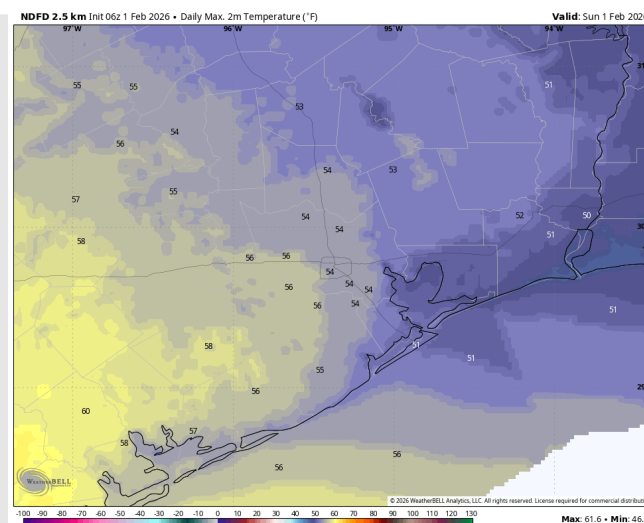 NDFD 2.5 km Init 06z 1 Feb 2026 • Daily Max. 2m Temperature (°F) Valid: Sun 1 Feb 2026
97°W 96°W 95°W 94°W
31
55 55 51
53
54
56
54 53
55
57
54 52 50
54 51 30
58
56 56
54
56 54 54
56 54 51
51
58 51
55
29
56
60
57
58
56 56
WeatherBELL
© 2026 WeatherBELL Analytics, LLC. All rights reserved. License required for commercial distributi
-100 -90 -80 -70 -60 -50 -40 -30 -20 -10 0 10 20 30 40 50 60 70 80 90 100 110 120 130
Max: 61.6 • Min: 48.